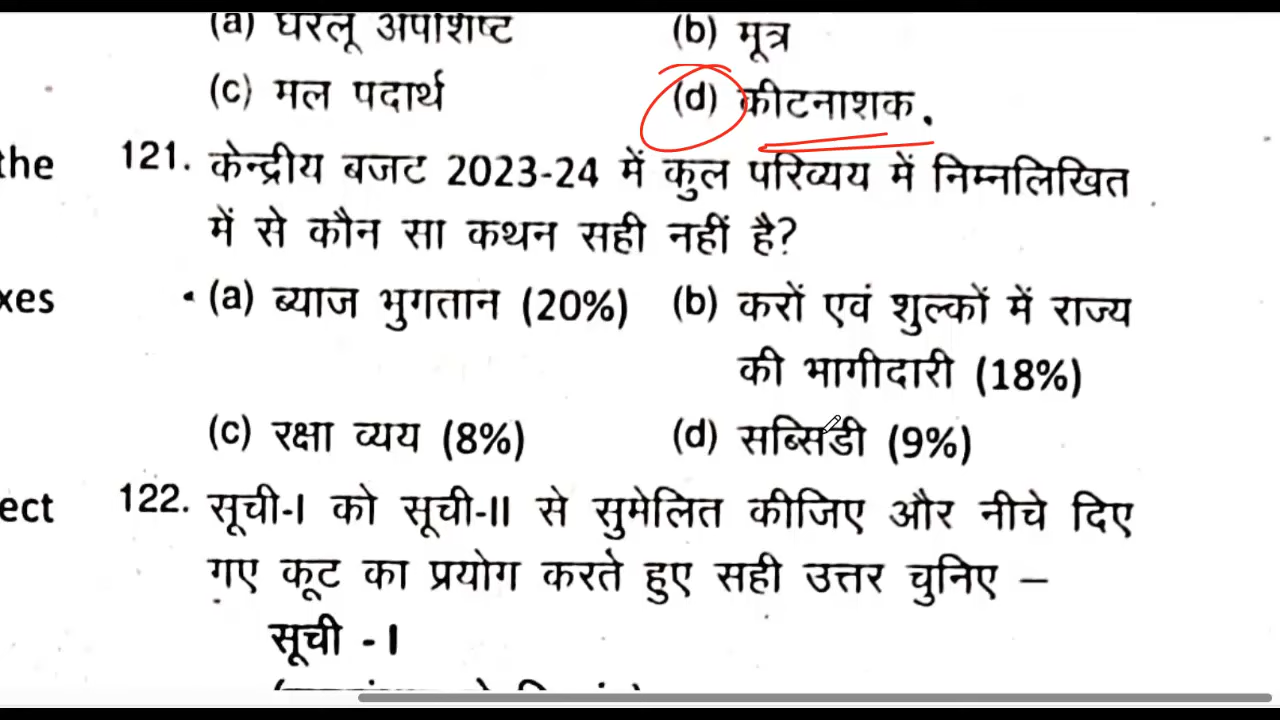 (a) घरेलू अपशिष्ट (b) मूत्र
(c) मल पदार्थ (d) कीटनाशक.
the 121. केन्द्रीय बजट 2023-24 में कुल परिव्यय में निम्नलिखित
में से कौन सा कथन सही नहीं है?
xes (a) ब्याज भुगतान (20%) (b) करों एवं शुल्कों में राज्य
की भागीदारी (18%)
(c) रक्षा व्यय (8%) (d) सब्सिडी (9%)
ect 122. सूची-I को सूची-II से सुमेलित कीजिए और नीचे दिए
गए कूट का प्रयोग करते हुए सही उत्तर चुनिए –
सूची - I